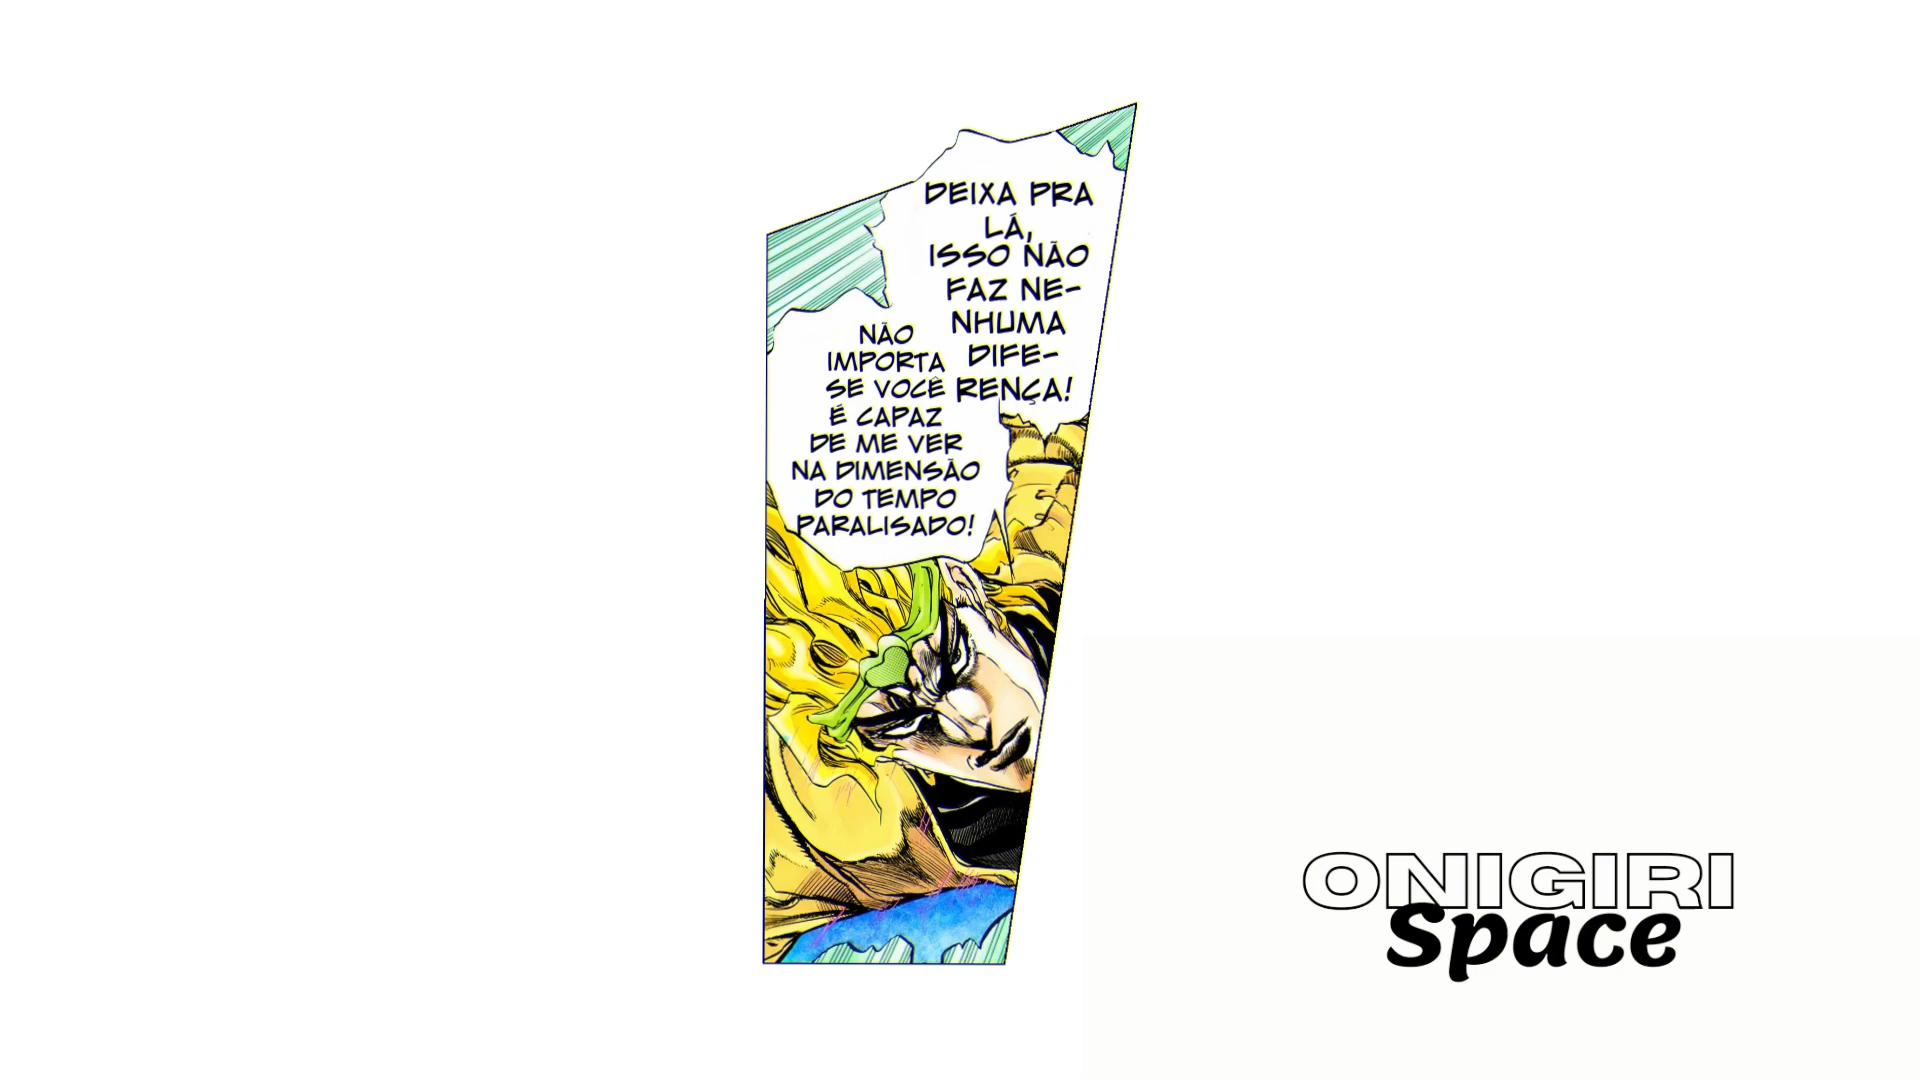 DEIXA PRA
LÁ,
ISSO NÃO
FAZ NE-
NHUMA
DIFE-
RENÇA!
NÃO
IMPORTA
SE VOCÊ
É CAPAZ
DE ME VER
NA DIMENSÃO
DO TEMPO
PARALISADO!
ONIGIRI
Space